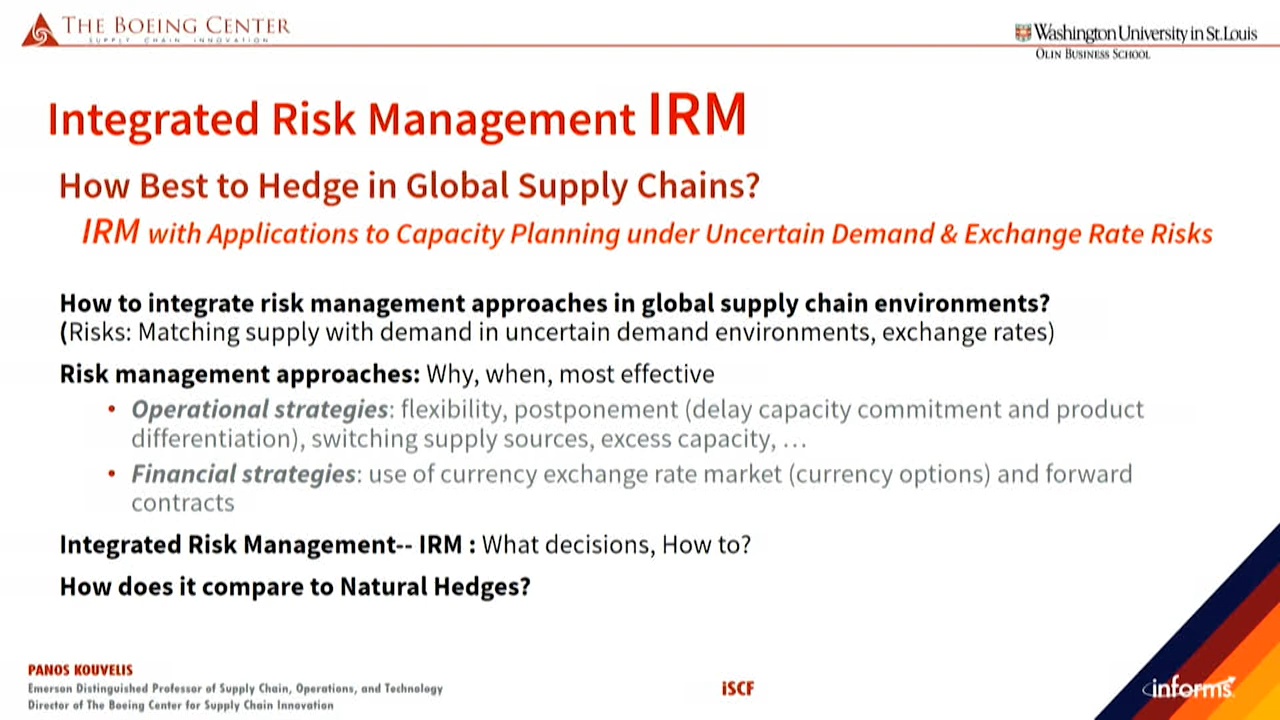 THE BOEING CENTER
SUPPLY CHAIN INNOVATION
Washington University in St. Louis
OLIN BUSINESS SCHOOL
Integrated Risk Management IRM
How Best to Hedge in Global Supply Chains?
IRM with Applications to Capacity Planning under Uncertain Demand & Exchange Rate Risks
How to integrate risk management approaches in global supply chain environments?
(Risks: Matching supply with demand in uncertain demand environments, exchange rates)
Risk management approaches: Why, when, most effective
• Operational strategies: flexibility, postponement (delay capacity commitment and product
differentiation), switching supply sources, excess capacity, …
• Financial strategies: use of currency exchange rate market (currency options) and forward
contracts
Integrated Risk Management-- IRM : What decisions, How to?
How does it compare to Natural Hedges?
PANOS KOUVELIS
Emerson Distinguished Professor of Supply Chain, Operations, and Technology
Director of The Boeing Center for Supply Chain Innovation
iSCF
informs